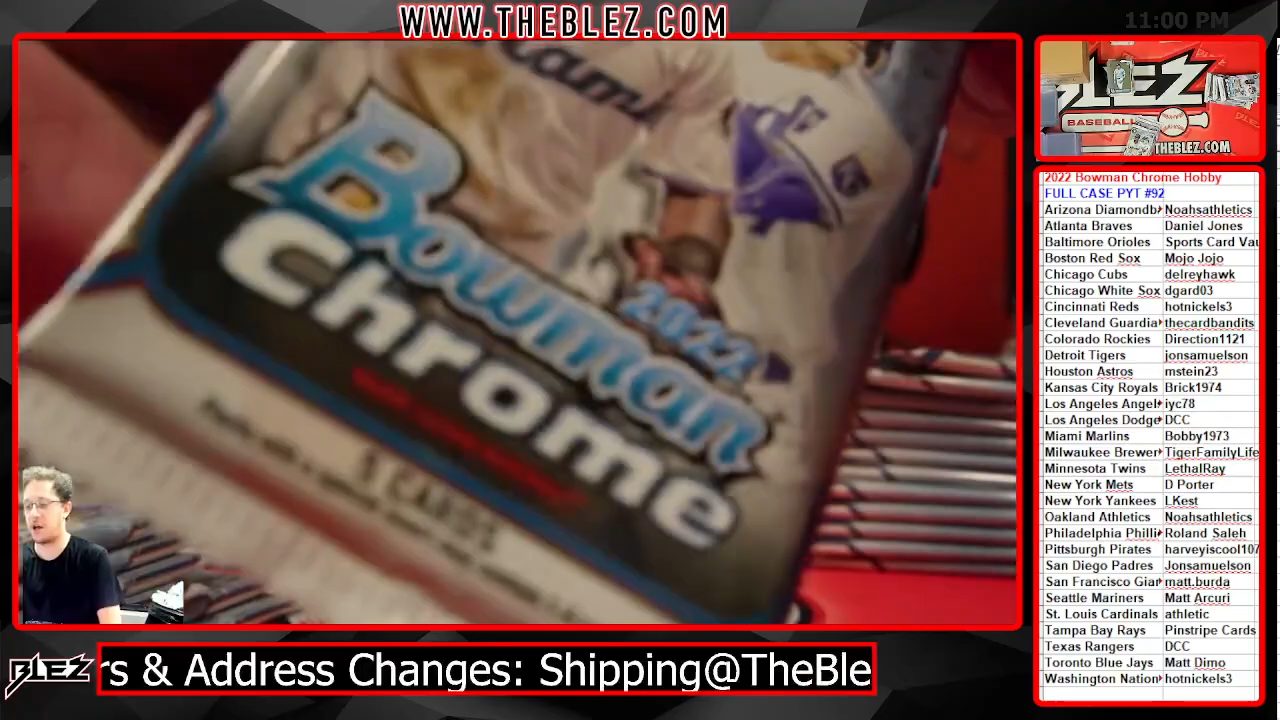 WWW.THEBLEZ.COM
11:00 PM
Bowman
2022
Chrome
5 CARDS
BLEZ
BASEBALL
THEBLEZ.COM
2022 Bowman Chrome Hobby
FULL CASE PYT #92
Arizona Diamondb Noahsathletics
Atlanta Braves Daniel Jones
Baltimore Orioles Sports Card Vau
Boston Red Sox Mojo Jojo
Chicago Cubs delreyhawk
Chicago White Sox dgard03
Cincinnati Reds hotnickels3
Cleveland Guardia thecardbandits
Colorado Rockies Direction1121
Detroit Tigers jonsamuelson
Houston Astros mstein23
Kansas City Royals Brick1974
Los Angeles Angel iyc78
Los Angeles Dodge DCC
Miami Marlins Bobby1973
Milwaukee Brewer TigerFamilyLife
Minnesota Twins LethalRay
New York Mets D Porter
New York Yankees LKest
Oakland Athletics Noahsathletics
Philadelphia Philli Roland Saleh
Pittsburgh Pirates harveyiscool107
San Diego Padres Jonsamuelson
San Francisco Giar matt.burda
Seattle Mariners Matt Arcuri
St. Louis Cardinals athletic
Tampa Bay Rays Pinstripe Cards
Texas Rangers DCC
Toronto Blue Jays Matt Dimo
Washington Nation hotnickels3
BLEZ
rs & Address Changes: Shipping@TheBle